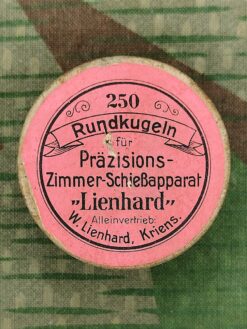 250
Rundkugeln
für
Präzisions-
Zimmer-Schießapparat
„Lienhard”
Alleinvertrieb:
W. Lienhard, Kriens.